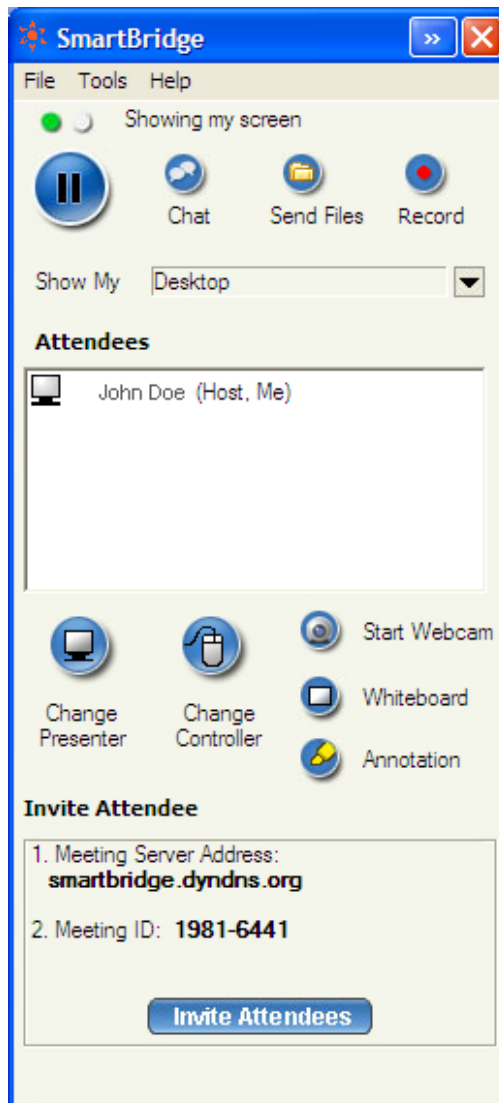 SmartBridge
File Tools Help
Showing my screen
Chat Send Files Record
Show My Desktop
Attendees
John Doe (Host, Me)
Start Webcam
Whiteboard
Change Presenter
Change Controller
Annotation
Invite Attendee
1. Meeting Server Address:
smartbridge.dyndns.org
2. Meeting ID: 1981-6441
Invite Attendees